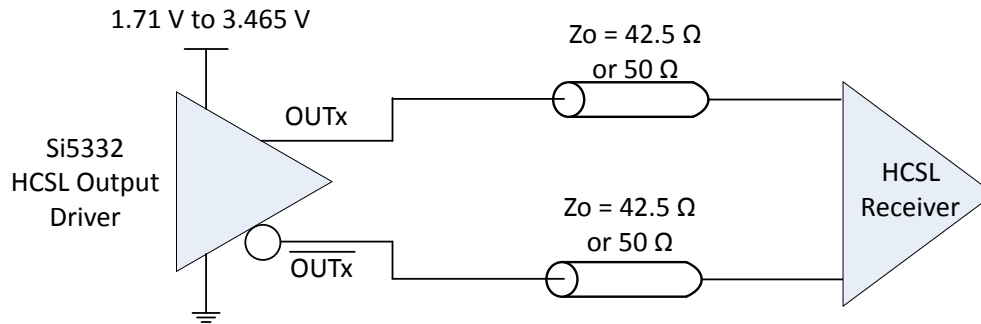 1.71 V to 3.465 V
Zo = 42.5 Ω
or 50 Ω
OUTx
Si5332
HCSL Output
Driver
HCSL
Receiver
Zo = 42.5 Ω
or 50 Ω
OUTx